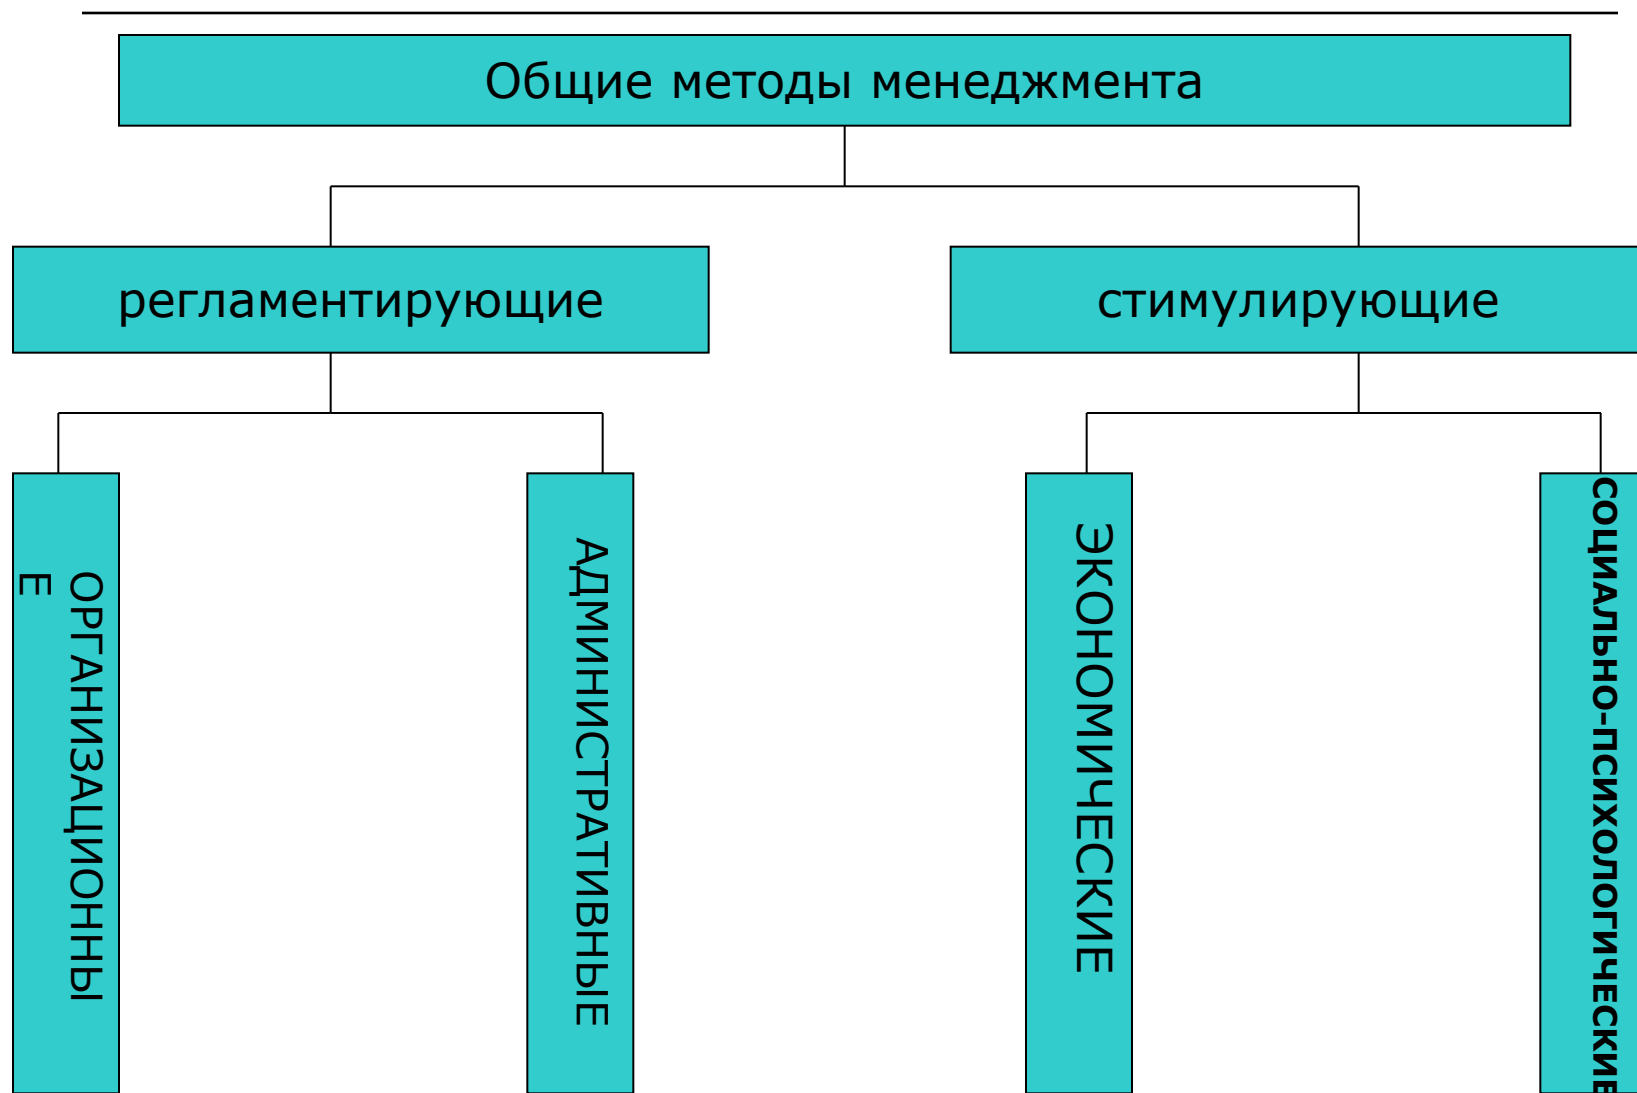 Общие методы менеджмента
регламентирующие
стимулирующие
ОРГАНИЗАЦИОННЫ
Е
АДМИНИСТРАТИВНЫЕ
ЭКОНОМИЧЕСКИЕ
СОЦИАЛЬНО-ПСИХОЛОГИЧЕСКИЕ